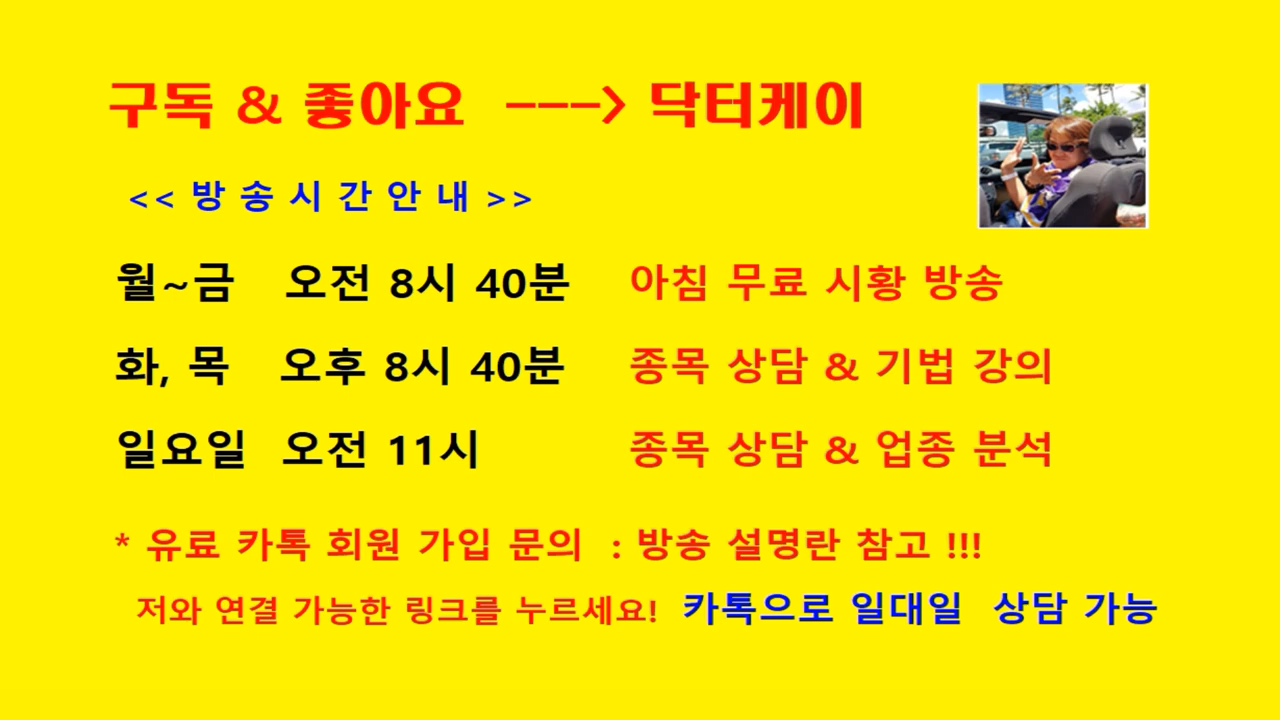 구독 & 좋아요 ---> 닥터케이
<< 방 송 시 간 안 내 >>
월~금 오전 8시 40분 아침 무료 시황 방송
화, 목 오후 8시 40분 종목 상담 & 기법 강의
일요일 오전 11시 종목 상담 & 업종 분석
* 유료 카톡 회원 가입 문의 : 방송 설명란 참고 !!!
저와 연결 가능한 링크를 누르세요! 카톡으로 일대일 상담 가능